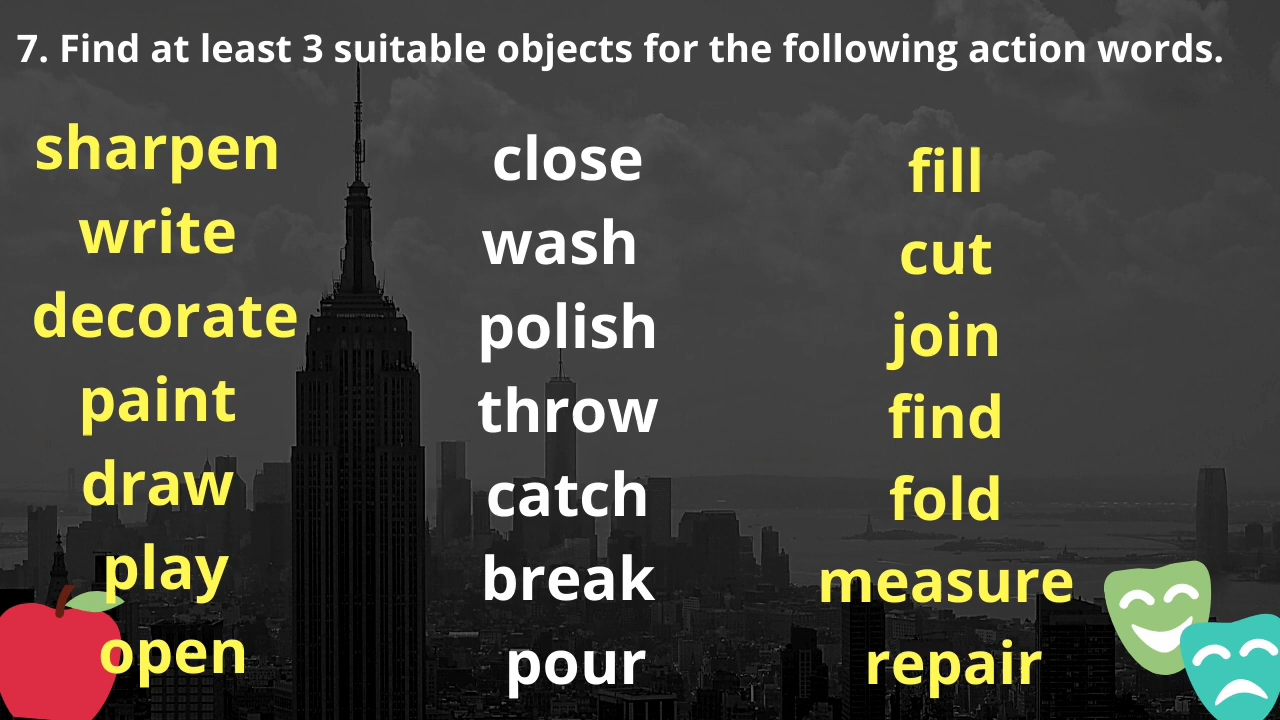 7. Find at least 3 suitable objects for the following action words.
sharpen
write
decorate
paint
draw
play
open
close
wash
polish
throw
catch
break
pour
fill
cut
join
find
fold
measure
repair